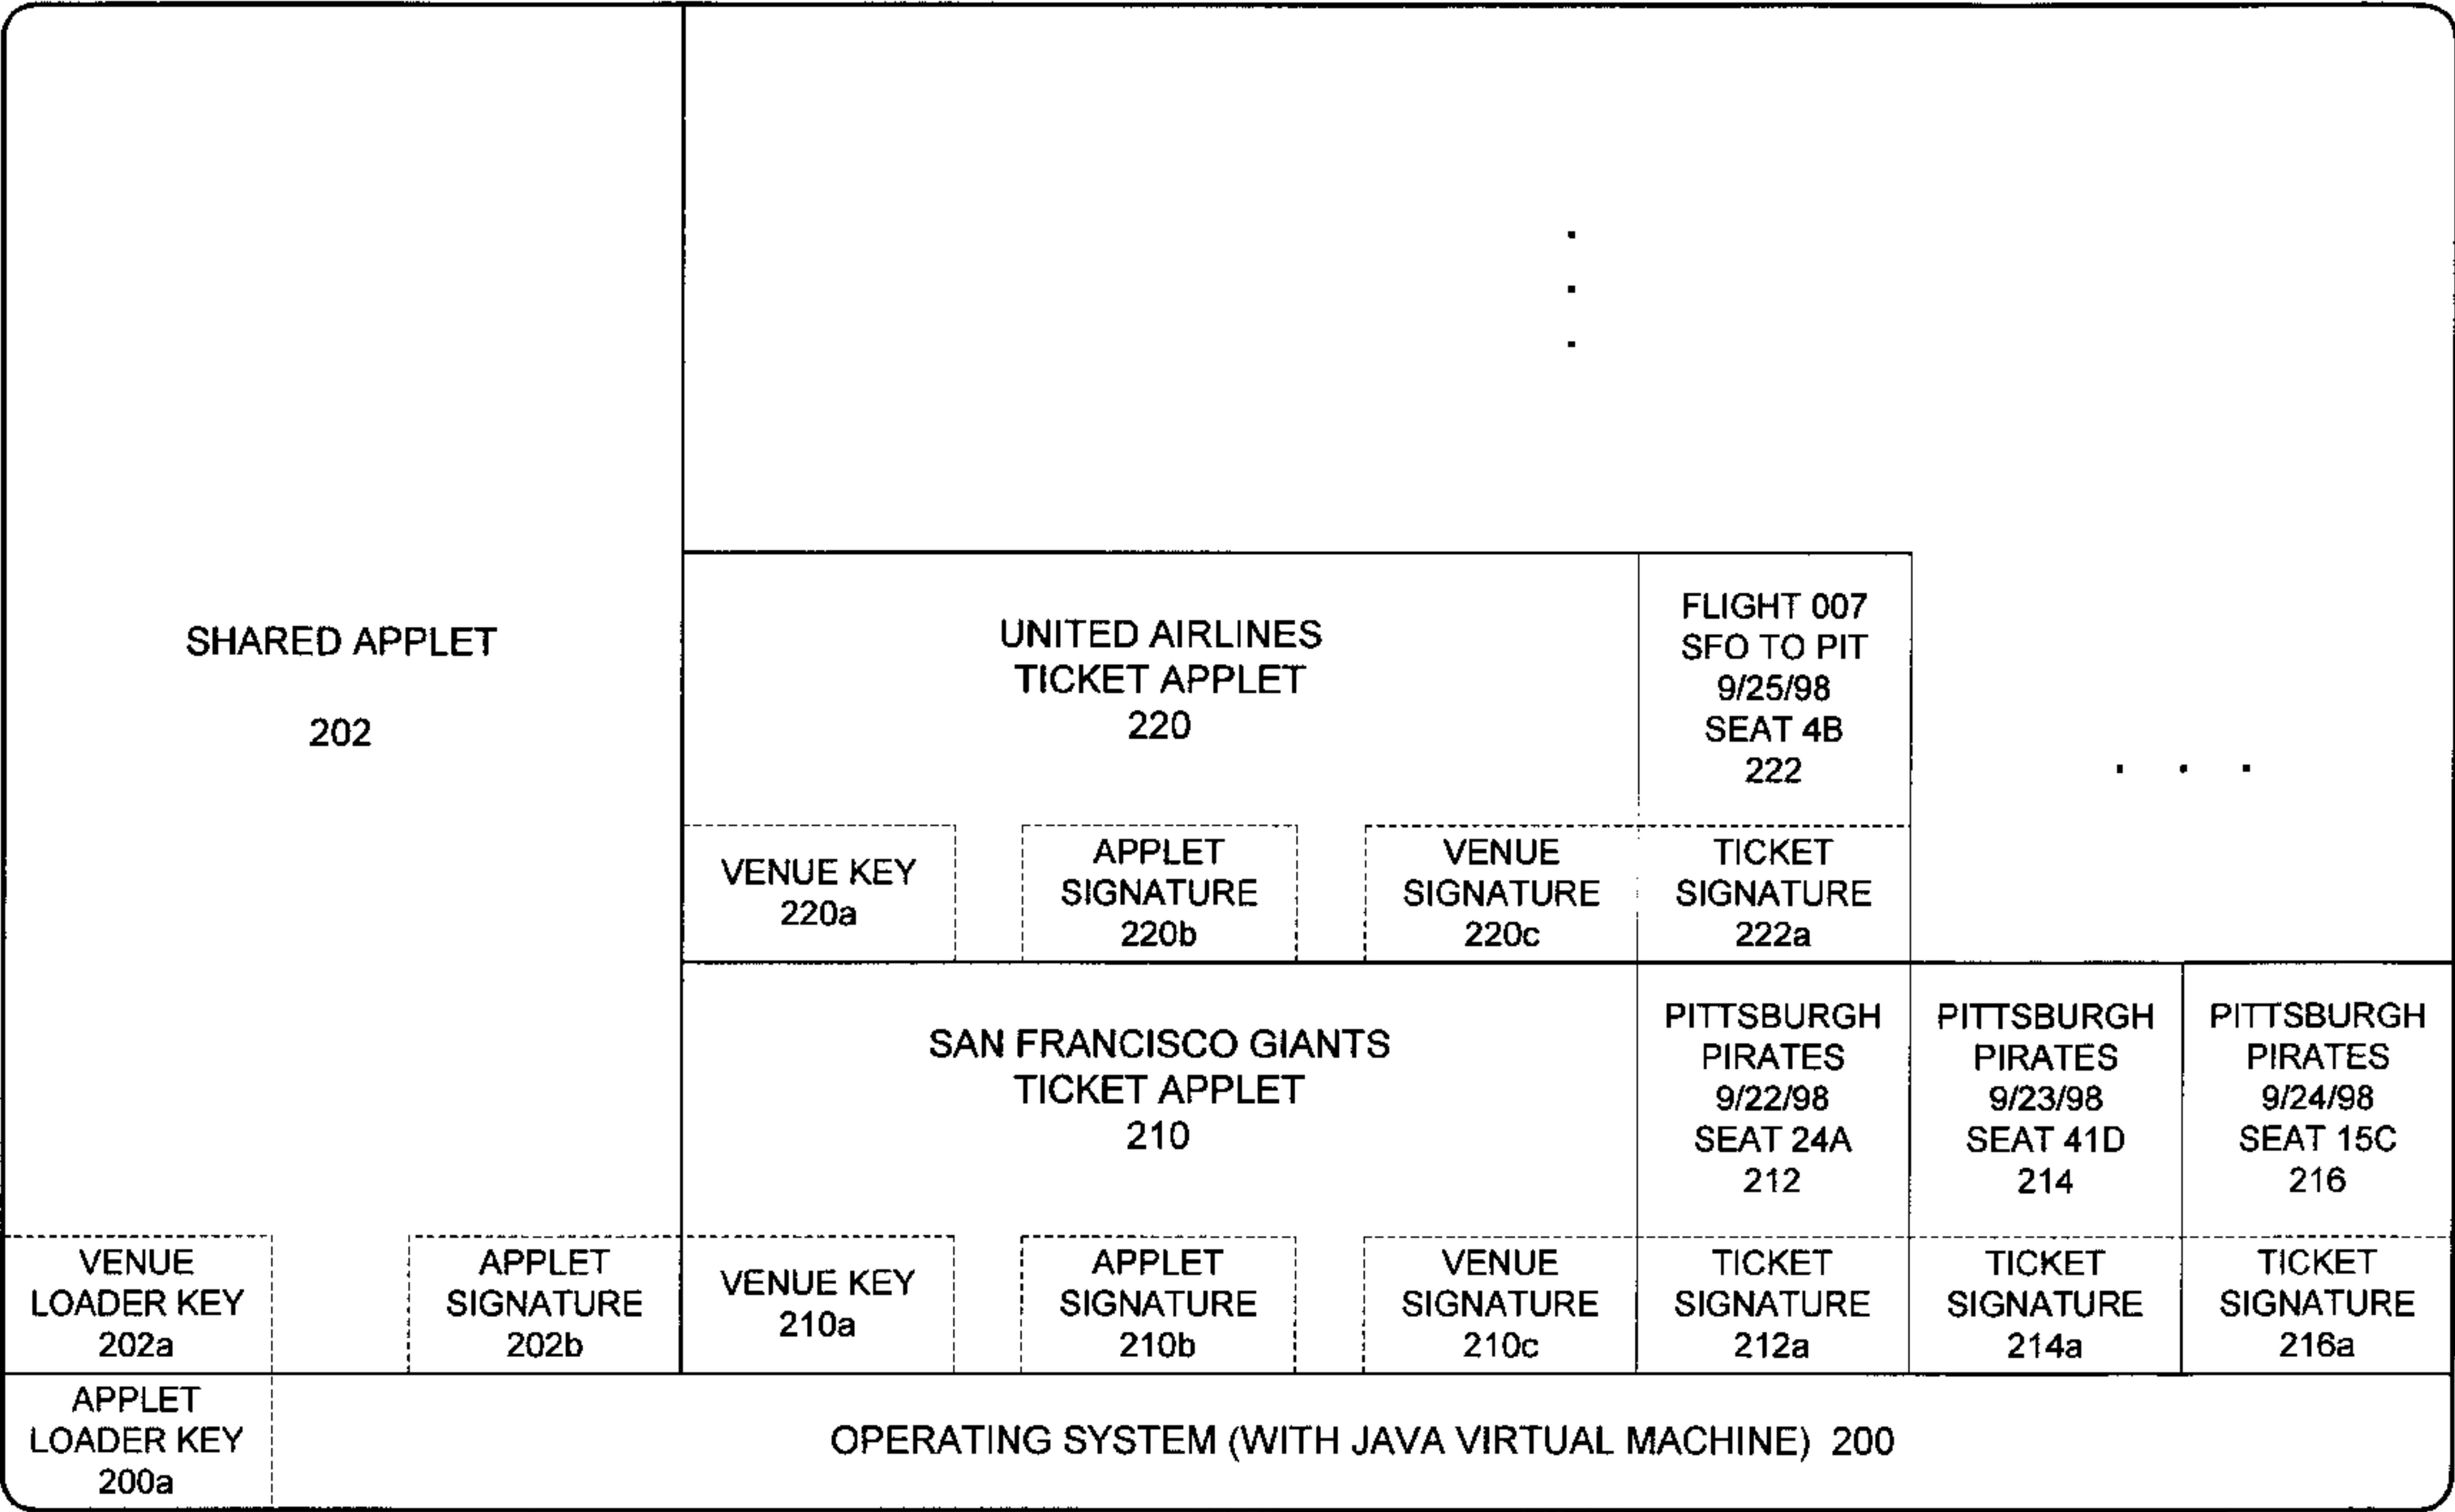 SHARED APPLET
202
UNITED AIRLINES
TICKET APPLET
220
FLIGHT 007
SFO TO PIT
9/25/98
SEAT 4B
222
VENUE KEY
220a
APPLET
SIGNATURE
220b
VENUE
SIGNATURE
220c
TICKET
SIGNATURE
222a
SAN FRANCISCO GIANTS
TICKET APPLET
210
PITTSBURGH
PIRATES
9/22/98
SEAT 24A
212
PITTSBURGH
PIRATES
9/23/98
SEAT 41D
214
PITTSBURGH
PIRATES
9/24/98
SEAT 15C
216
VENUE
LOADER KEY
202a
APPLET
SIGNATURE
202b
VENUE KEY
210a
APPLET
SIGNATURE
210b
VENUE
SIGNATURE
210c
TICKET
SIGNATURE
212a
TICKET
SIGNATURE
214a
TICKET
SIGNATURE
216a
APPLET
LOADER KEY
200a
OPERATING SYSTEM (WITH JAVA VIRTUAL MACHINE) 200